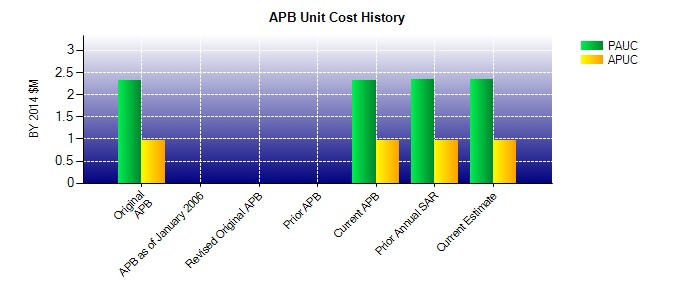 APB Unit Cost History
PAUC
APUC
BY 2014 $M
3
2.5
2
1.5
1
0.5
0
Original
APB
APB as of January 2006
Revised Original APB
Prior APB
Current APB
Prior Annual SAR
Current Estimate